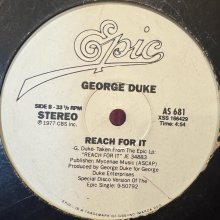 Epic
GEORGE DUKE
SIDE B - 33 ⅓ RPM
STEREO
℗ 1977 CBS Inc.
AS 681
XSS 166429
Time: 4:54
REACH FOR IT
-G. Duke- Taken From The Epic Lp:
"REACH FOR IT" JE 34883
Publisher: Mycenae Music (ASCAP)
Produced by George Duke for George
Duke Enterprises
Special Disco Version Of The
Epic Single: 9-50792